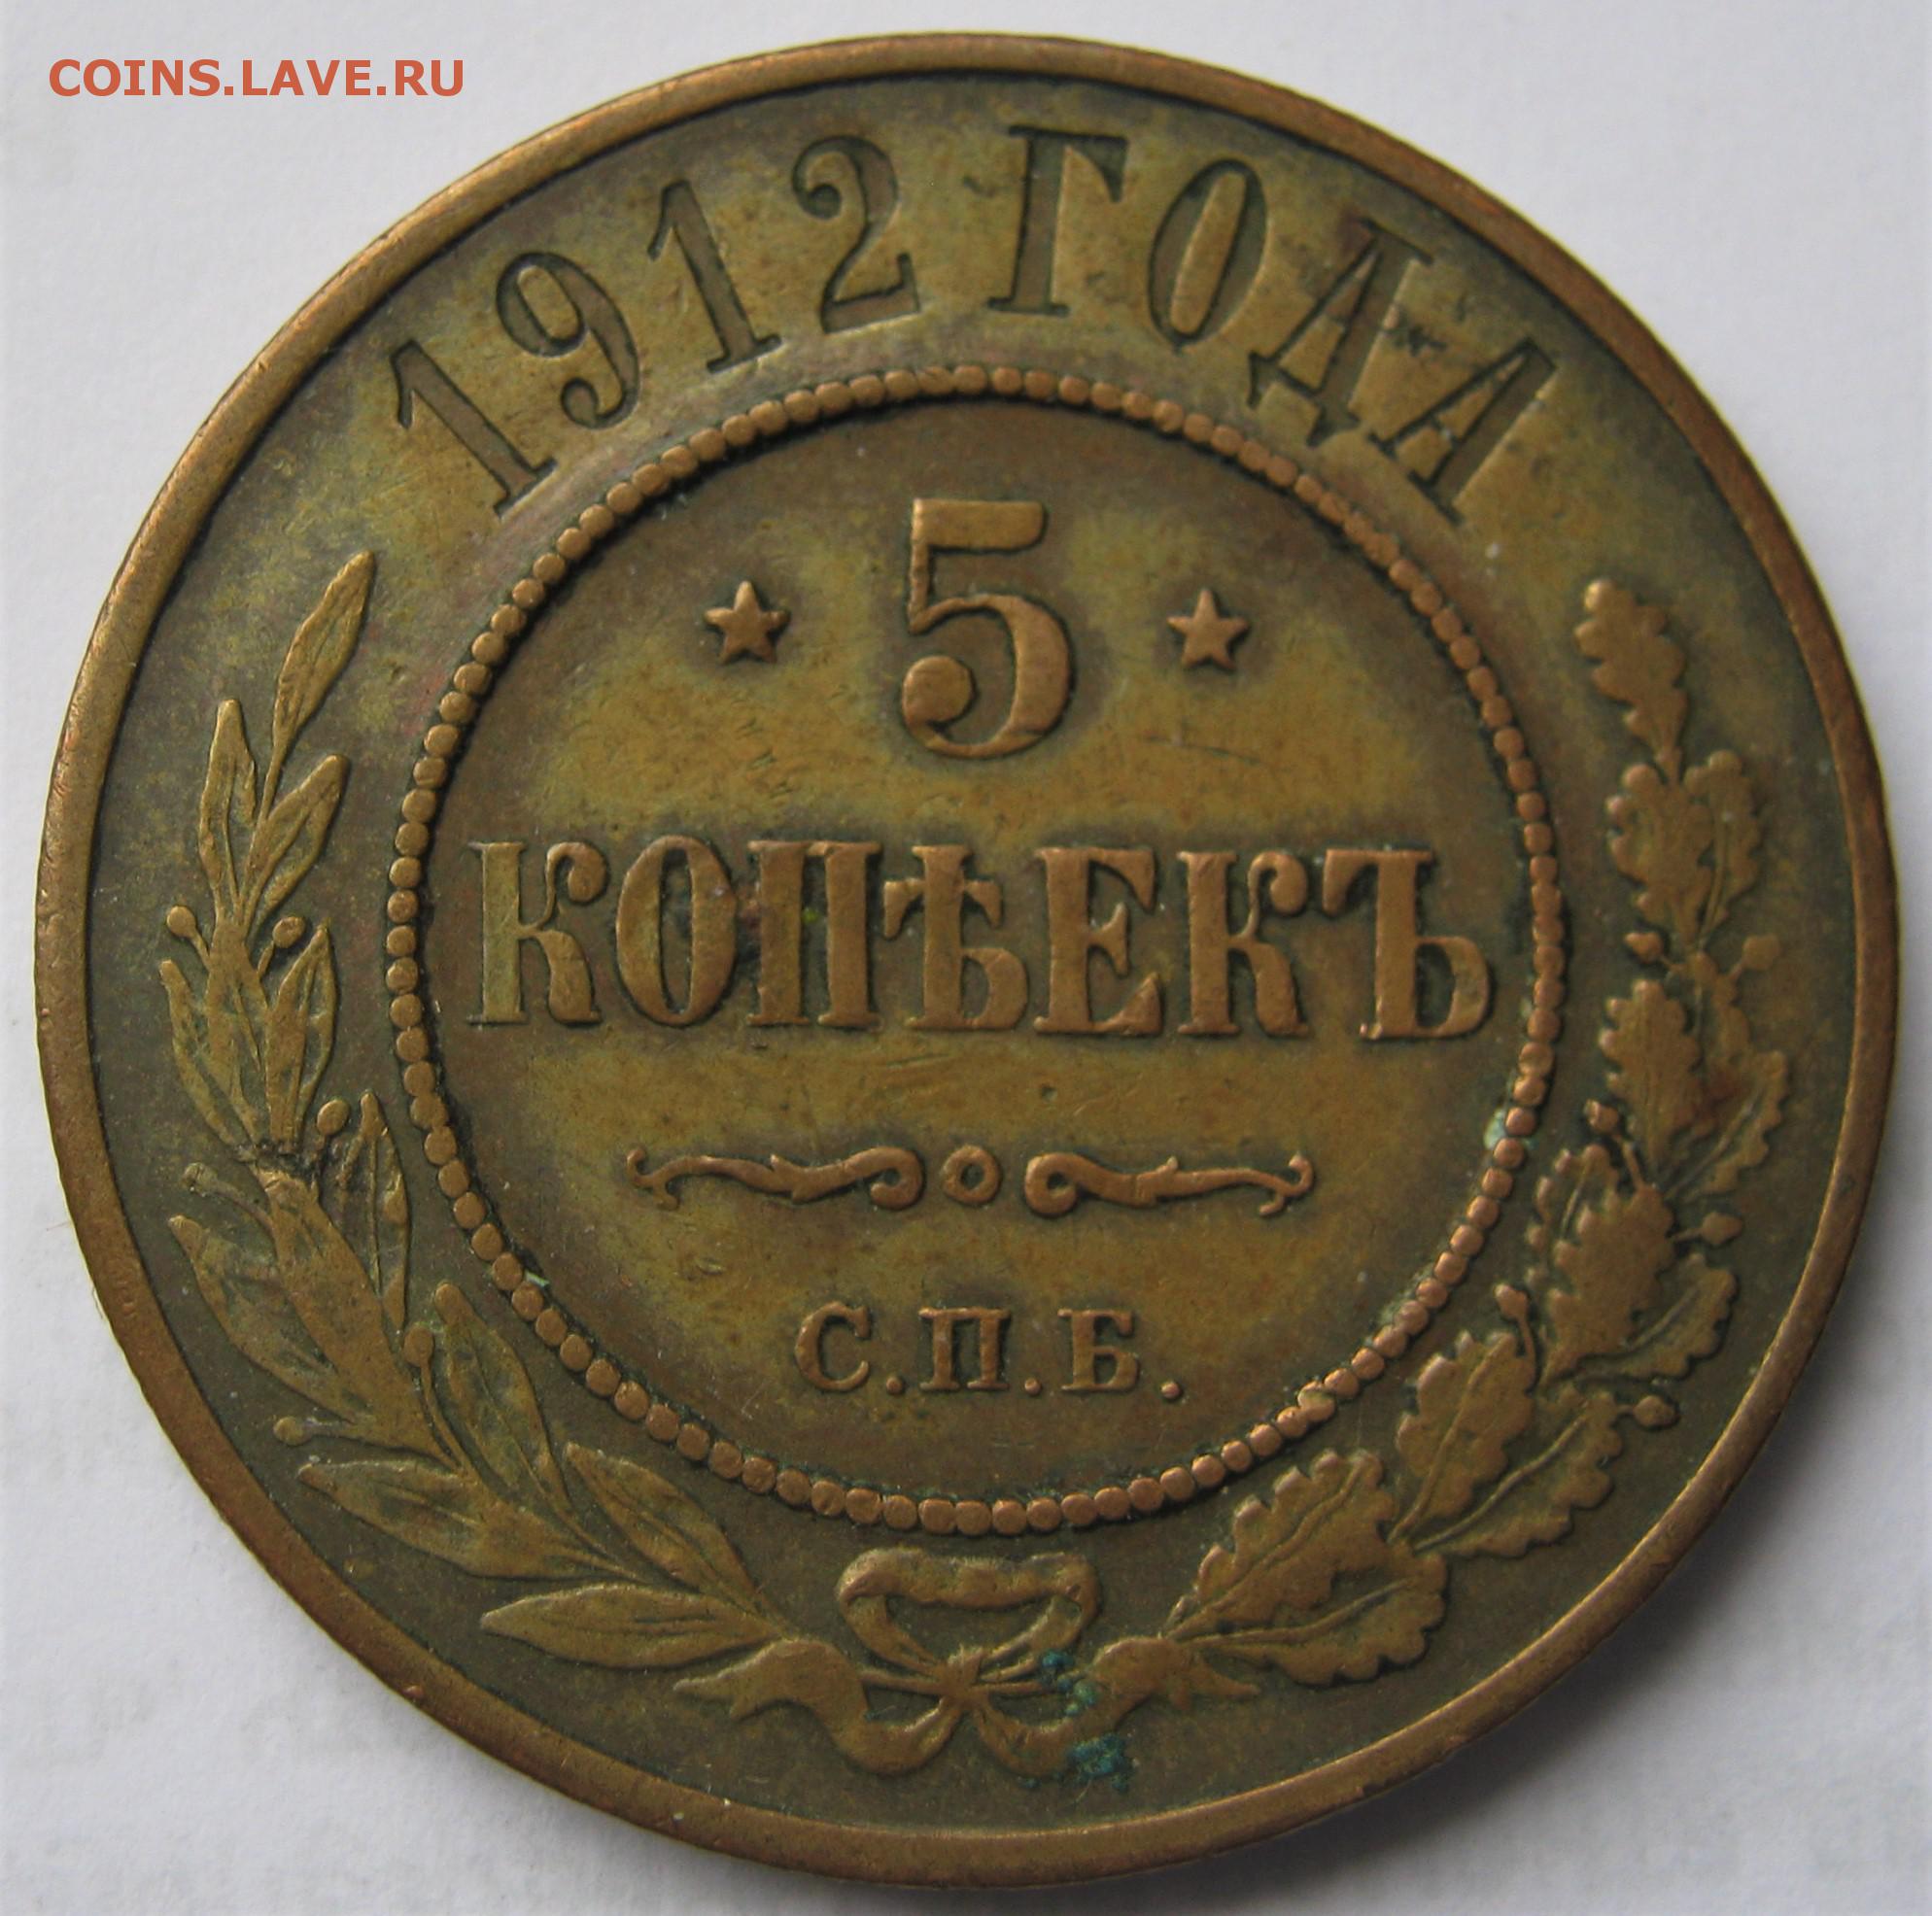 COINS.LAVE.RU
1912 ГОДА
5
КОПѢЕКЪ
С.П.Б.